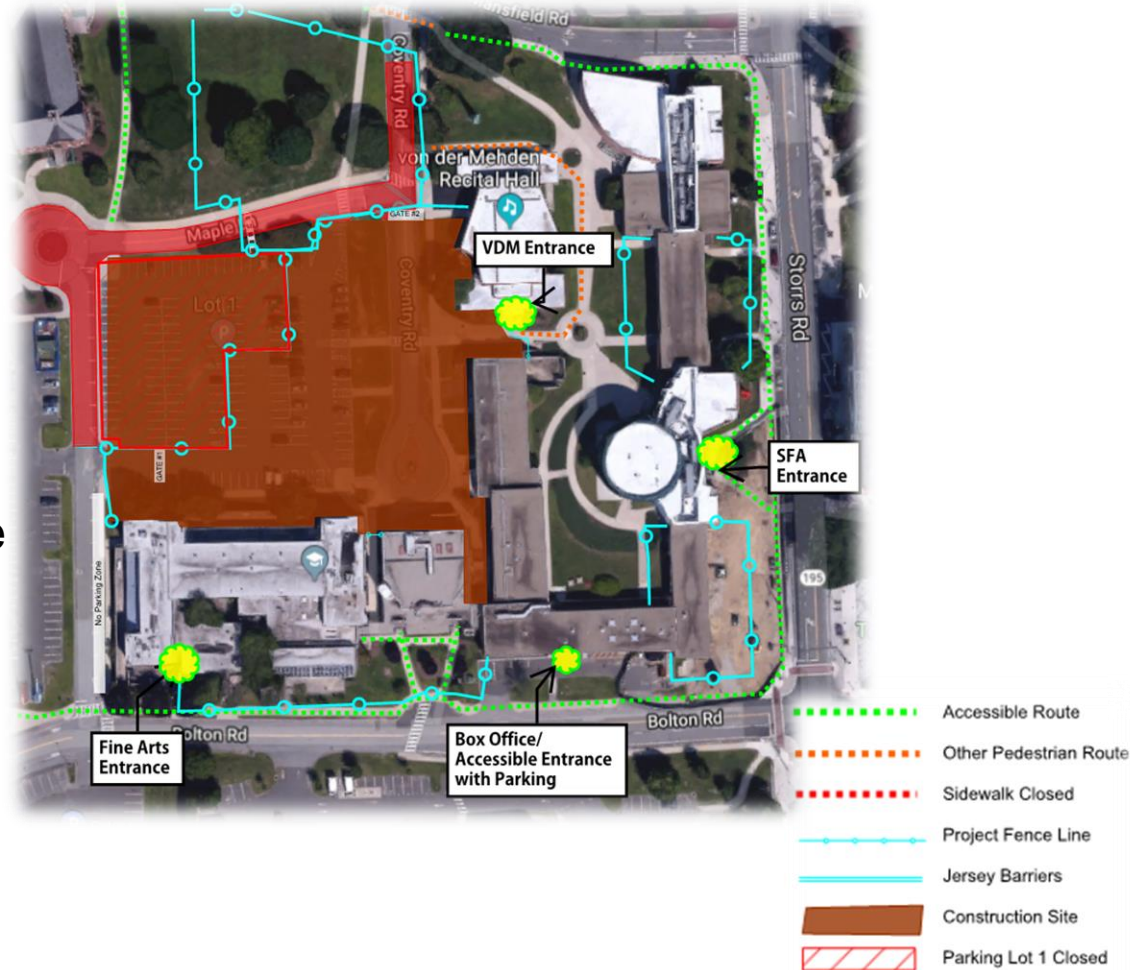 ansfield Rd
Coventry Rd
von der Mehden
Recital Hall
GATE #2
Maple
VDM Entrance
Lot 1
P
Coventry Rd
Storrs Rd
M
SFA
Entrance
e
GATE #1
195
No Parking Zone
Bolton Rd
Bolton Rd
Fine Arts
Entrance
Box Office/
Accessible Entrance
with Parking
Accessible Route
Other Pedestrian Route
Sidewalk Closed
Project Fence Line
Jersey Barriers
Construction Site
Parking Lot 1 Closed